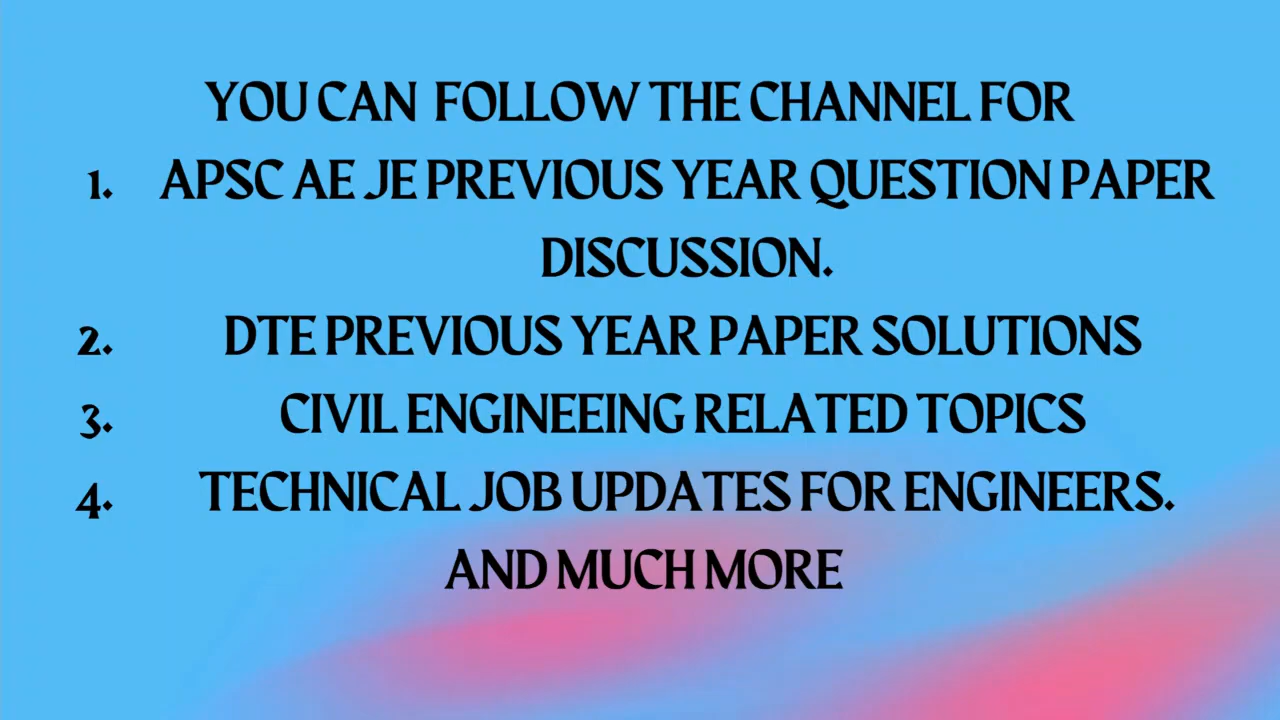 YOU CAN FOLLOW THE CHANNEL FOR
1. APSC AE JE PREVIOUS YEAR QUESTION PAPER
DISCUSSION.
2. DTE PREVIOUS YEAR PAPER SOLUTIONS
3. CIVIL ENGINEEING RELATED TOPICS
4. TECHNICAL JOB UPDATES FOR ENGINEERS.
AND MUCH MORE